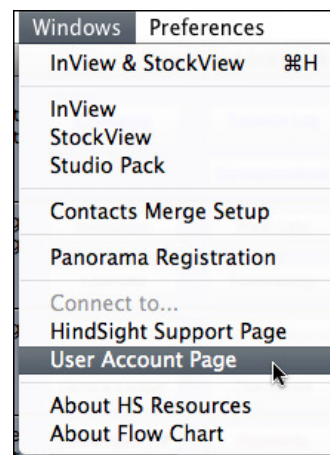 Windows Preferences
InView & StockView ⌘H
InView
StockView
Studio Pack
Contacts Merge Setup
Panorama Registration
Connect to...
HindSight Support Page
User Account Page
About HS Resources
About Flow Chart